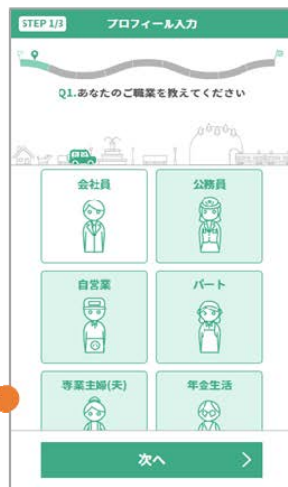 STEP 1/3 プロフィール入力
Q1.あなたのご職業を教えてください
会社員 公務員
自営業 パート
専業主婦(夫) 年金生活
次へ